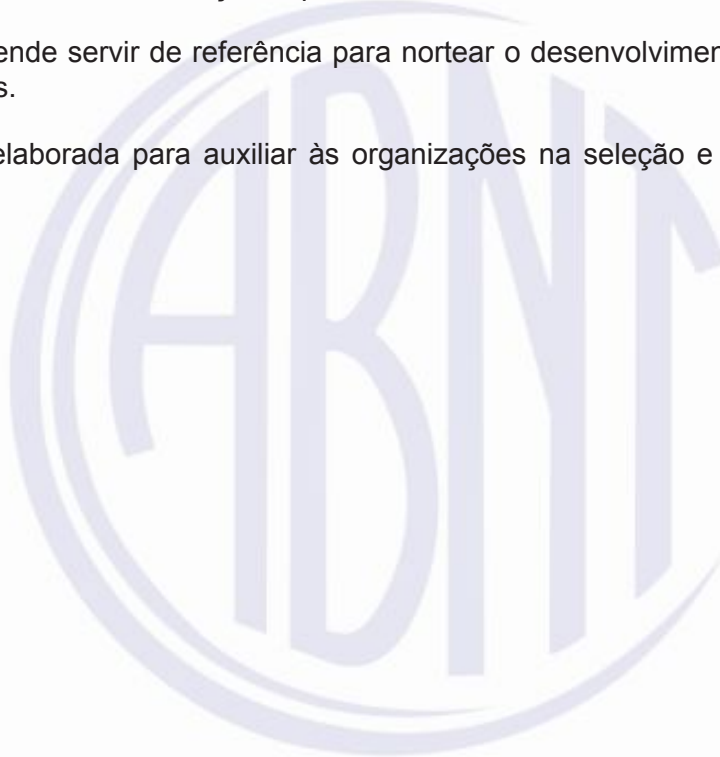 ende servir de referência para nortear o desenvolvimen
s.
elaborada para auxiliar às organizações na seleção e
ABNT